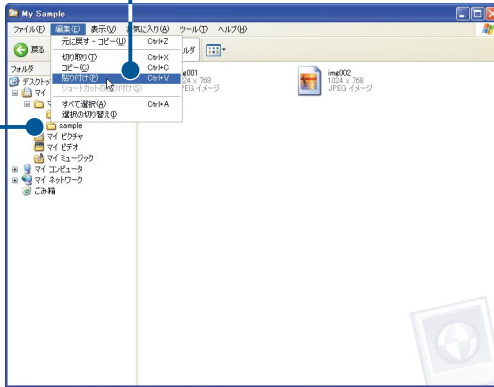 My Sample
ファイル(F) 編集(E) 表示(V) 気に入り(A) ツール(T) ヘルプ(H)
戻る
元に戻す - コピー(U) Ctrl+Z
切り取り(T) Ctrl+X
コピー(C) Ctrl+C
貼り付け(P) Ctrl+V
ショートカットの 付け(S)
すべて選択(A) Ctrl+A
選択の切り替え(I)
フォルダ
デスクトッ
マイ
sample
マイ ピクチャ
マイ ビデオ
マイ ミュージック
マイ コンピュータ
マイ ネットワーク
ごみ箱
g001
24 x 768
PEG イメージ
img002
1024 x 768
JPEG イメージ